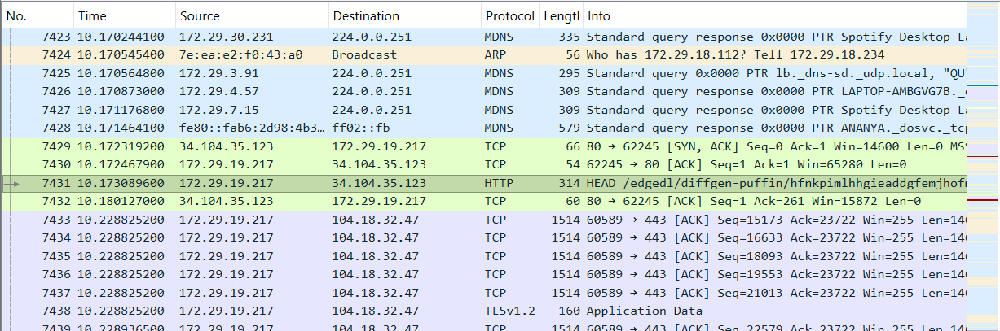 No. Time Source Destination Protocol Length Info
7423 10.170244100 172.29.30.231 224.0.0.251 MDNS 335 Standard query response 0x0000 PTR Spotify Desktop La
7424 10.170545400 7e:ea:e2:f0:43:a0 Broadcast ARP 56 Who has 172.29.18.112? Tell 172.29.18.234
7425 10.170564800 172.29.3.91 224.0.0.251 MDNS 295 Standard query 0x0000 PTR lb._dns-sd._udp.local, "QU
7426 10.170873000 172.29.4.57 224.0.0.251 MDNS 309 Standard query response 0x0000 PTR LAPTOP-AMBGVG7B._
7427 10.171176800 172.29.7.15 224.0.0.251 MDNS 309 Standard query response 0x0000 PTR Spotify Desktop La
7428 10.171464100 fe80::fab6:2d98:4b3… ff02::fb MDNS 579 Standard query response 0x0000 PTR ANANYA._dosvc._tcp
7429 10.172319200 34.104.35.123 172.29.19.217 TCP 66 80 → 62245 [SYN, ACK] Seq=0 Ack=1 Win=14600 Len=0 MSS
7430 10.172467900 172.29.19.217 34.104.35.123 TCP 54 62245 → 80 [ACK] Seq=1 Ack=1 Win=65280 Len=0
7431 10.173089600 172.29.19.217 34.104.35.123 HTTP 314 HEAD /edgedl/diffgen-puffin/hfnkpimlhhgieaddgfemjhofm
7432 10.180127000 34.104.35.123 172.29.19.217 TCP 60 80 → 62245 [ACK] Seq=1 Ack=261 Win=15872 Len=0
7433 10.228825200 172.29.19.217 104.18.32.47 TCP 1514 60589 → 443 [ACK] Seq=15173 Ack=23722 Win=255 Len=146
7434 10.228825200 172.29.19.217 104.18.32.47 TCP 1514 60589 → 443 [ACK] Seq=16633 Ack=23722 Win=255 Len=146
7435 10.228825200 172.29.19.217 104.18.32.47 TCP 1514 60589 → 443 [ACK] Seq=18093 Ack=23722 Win=255 Len=146
7436 10.228825200 172.29.19.217 104.18.32.47 TCP 1514 60589 → 443 [ACK] Seq=19553 Ack=23722 Win=255 Len=146
7437 10.228825200 172.29.19.217 104.18.32.47 TCP 1514 60589 → 443 [ACK] Seq=21013 Ack=23722 Win=255 Len=146
7438 10.228825200 172.29.19.217 104.18.32.47 TLSv1.2 160 Application Data
7439 10.228936500 172.29.19.217 104.18.32.47 TCP 1514 60589 → 443 [ACK] Seq=22579 Ack=23722 Win=255 Len=146